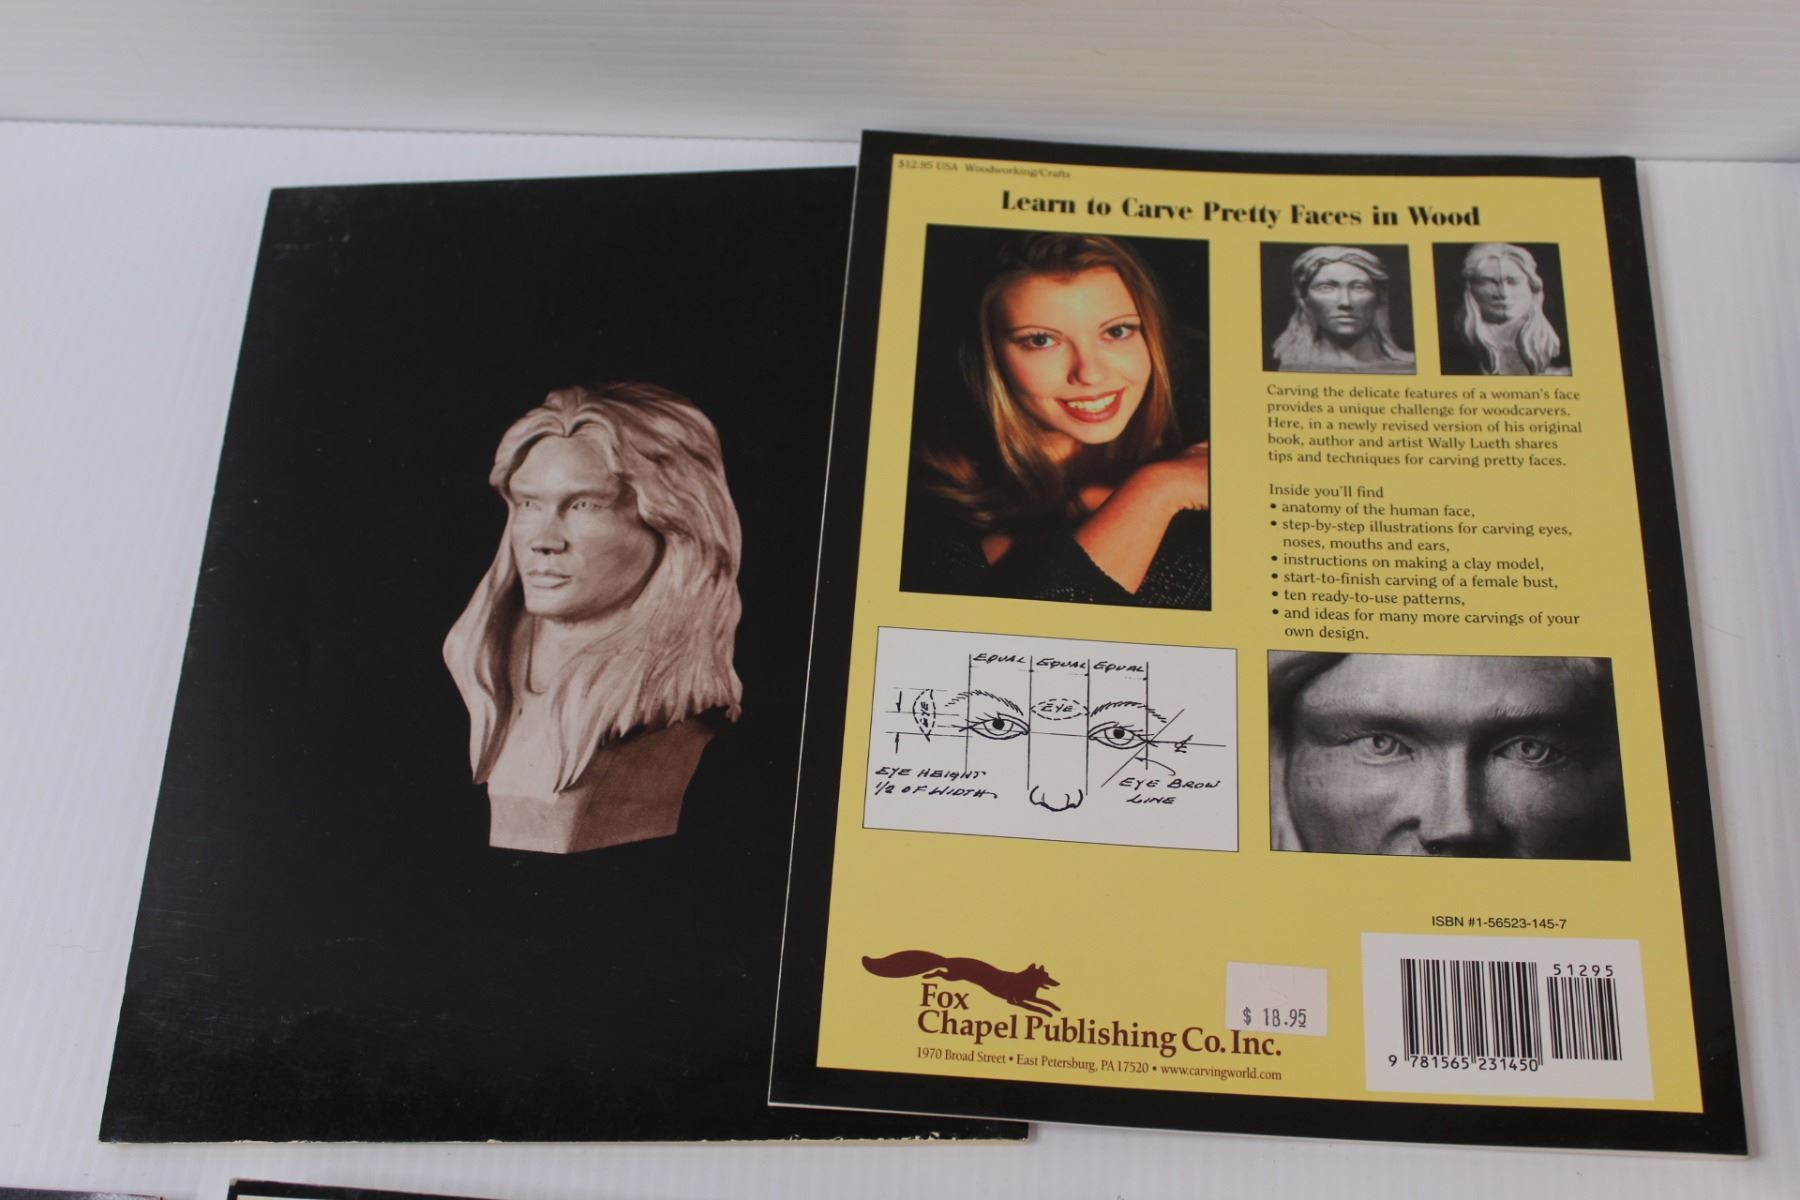 $12.95 USA Woodworking/Crafts
Learn to Carve Pretty Faces in Wood
Carving the delicate features of a woman's face
provides a unique challenge for woodcarvers.
Here, in a newly revised version of his original
book, author and artist Wally Lueth shares
tips and techniques for carving pretty faces.
Inside you'll find
• anatomy of the human face,
• step-by-step illustrations for carving eyes,
noses, mouths and ears,
• instructions on making a clay model,
• start-to-finish carving of a female bust,
• ten ready-to-use patterns,
• and ideas for many more carvings of your
own design.
EQUAL EQUAL EQUAL
EYE
EYE
EYE HEIGHT
1/2 OF WIDTH
EYE BROW
LINE
ISBN #1-56523-145-7
51295
9 781565 231450
$ 18.95
Fox
Chapel Publishing Co. Inc.
1970 Broad Street • East Petersburg, PA 17520 • www.carvingworld.com